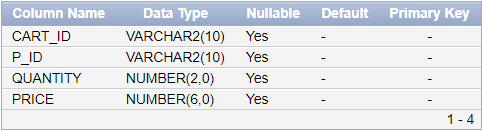 Column Name Data Type Nullable Default Primary Key
CART_ID VARCHAR2(10) Yes - -
P_ID VARCHAR2(10) Yes - -
QUANTITY NUMBER(2,0) Yes - -
PRICE NUMBER(6,0) Yes - -
1 - 4